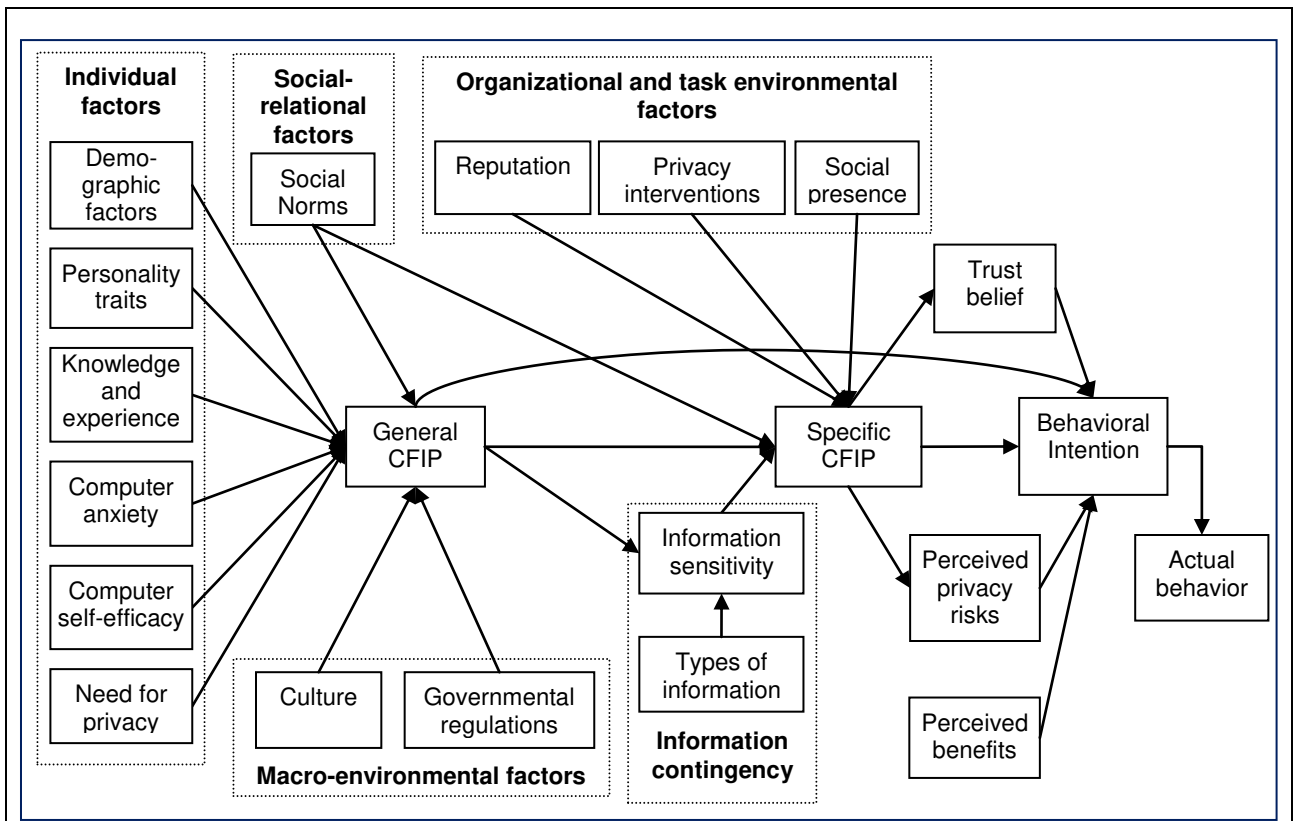 Individual
factors
Demo-
graphic
factors
Personality
traits
Knowledge
and
experience
Computer
anxiety
Computer
self-efficacy
Need for
privacy
Social-
relational
factors
Social
Norms
Organizational and task environmental
factors
Reputation
Privacy
interventions
Social
presence
Trust
belief
General
CFIP
Specific
CFIP
Behavioral
Intention
Information
sensitivity
Types of
information
Information
contingency
Perceived
privacy
risks
Perceived
benefits
Actual
behavior
Culture
Governmental
regulations
Macro-environmental factors